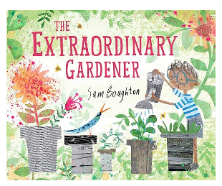 THE
EXTRAORDINARY
GARDENER
Sam Boughton